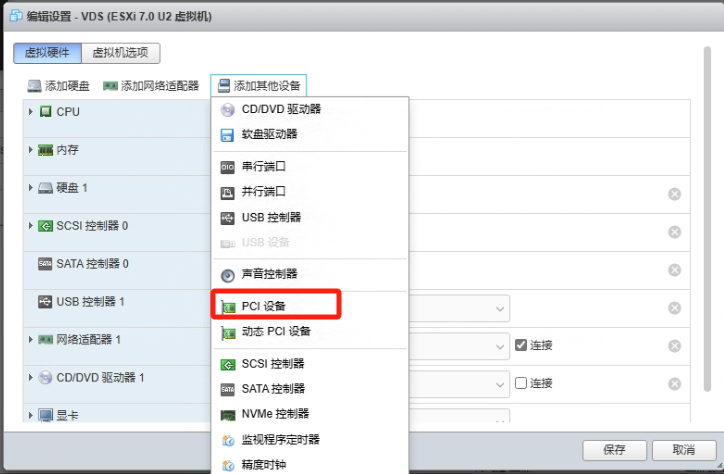 编辑设置 - VDS (ESXi 7.0 U2 虚拟机)
虚拟硬件 虚拟机选项
添加硬盘 添加网络适配器 添加其他设备
CPU
内存
硬盘 1
SCSI 控制器 0
SATA 控制器 0
USB 控制器 1
网络适配器 1 连接
CD/DVD 驱动器 1 连接
显卡
CD/DVD 驱动器
软盘驱动器
串行端口
并行端口
USB 控制器
USB 设备
声音控制器
PCI 设备
动态 PCI 设备
SCSI 控制器
SATA 控制器
NVMe 控制器
监视程序定时器
精度时钟
保存 取消